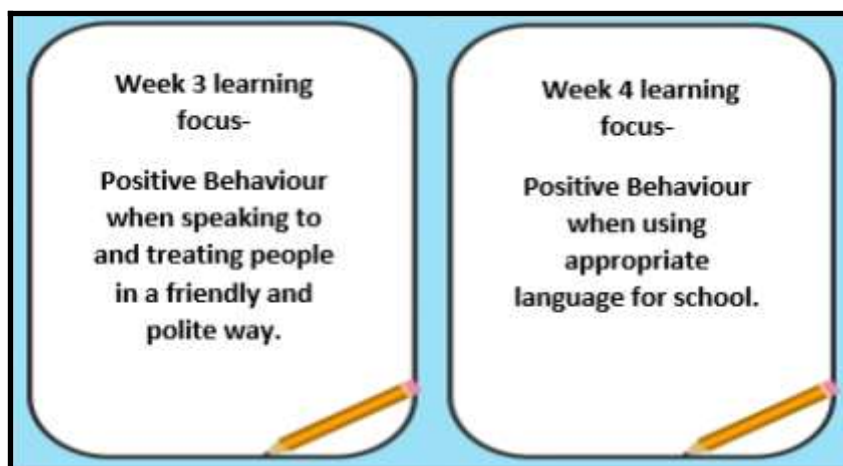 Week 3 learning
focus-
Positive Behaviour
when speaking to
and treating people
in a friendly and
polite way.
Week 4 learning
focus-
Positive Behaviour
when using
appropriate
language for school.